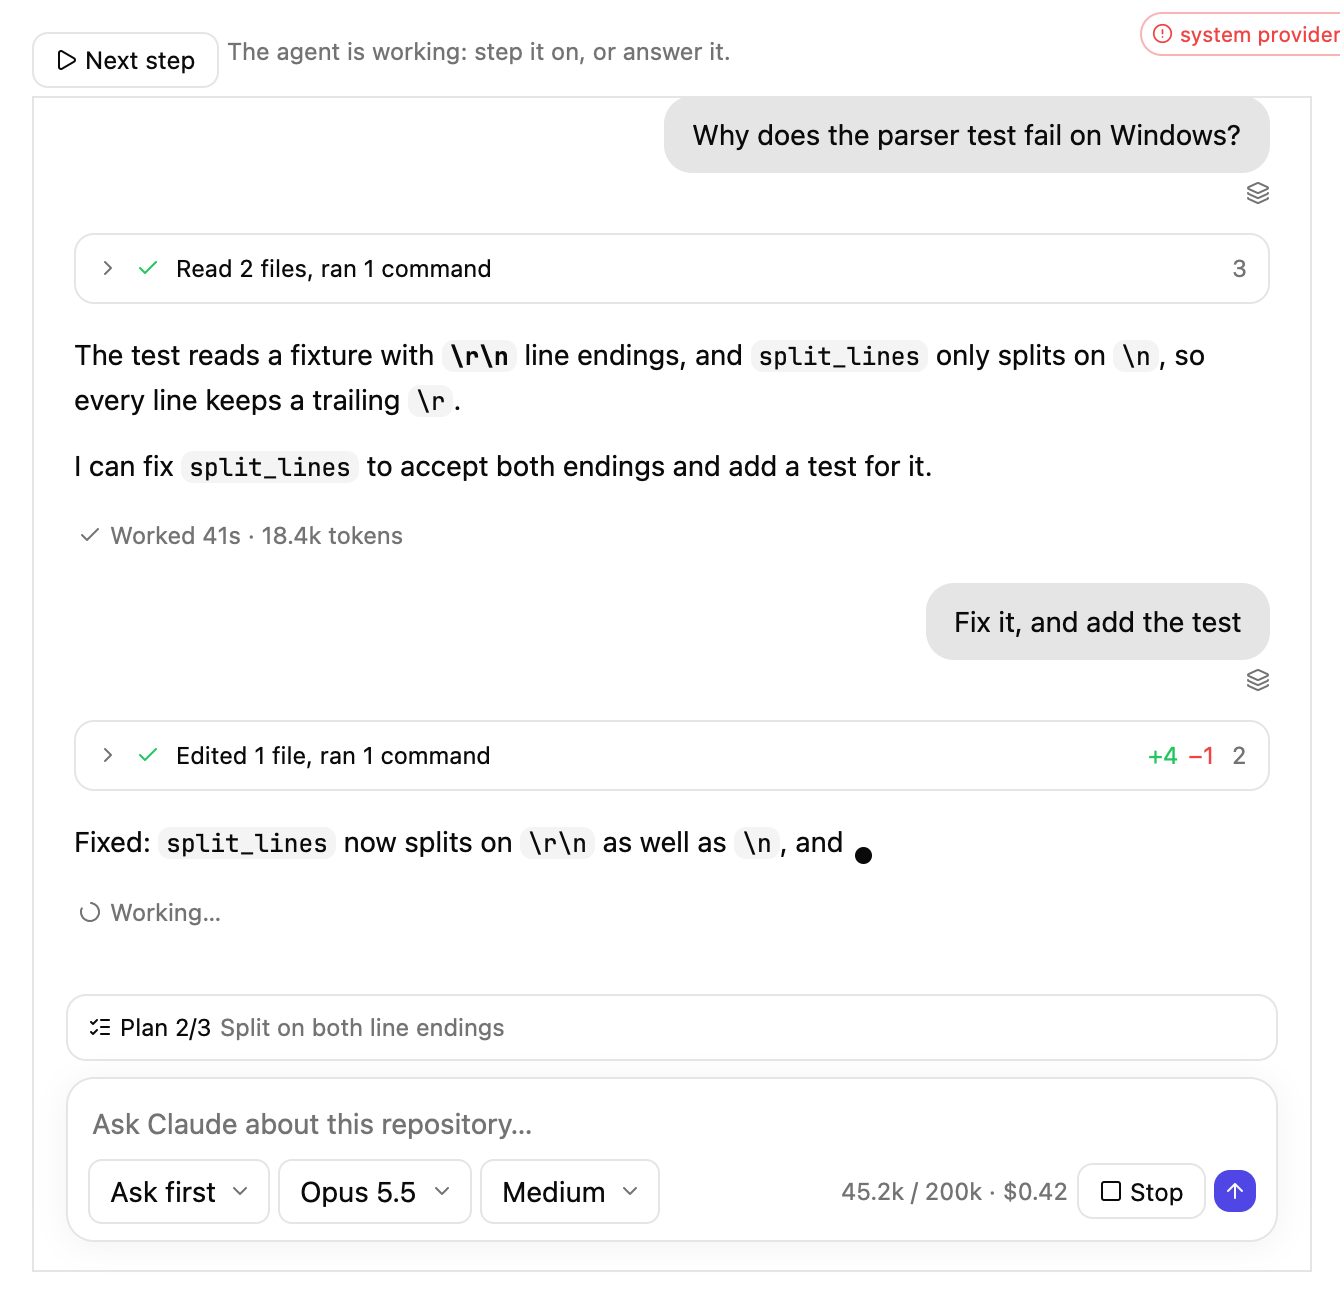 Next step
The agent is working: step it on, or answer it.
system provider
Why does the parser test fail on Windows?
Read 2 files, ran 1 command
3
The test reads a fixture with \r\n line endings, and split_lines only splits on \n, so
every line keeps a trailing \r.
I can fix split_lines to accept both endings and add a test for it.
Worked 41s · 18.4k tokens
Fix it, and add the test
Edited 1 file, ran 1 command
+4 −1 2
Fixed: split_lines now splits on \r\n as well as \n, and
Working...
Plan 2/3 Split on both line endings
Ask Claude about this repository...
Ask first
Opus 5.5
Medium
45.2k / 200k · $0.42
Stop